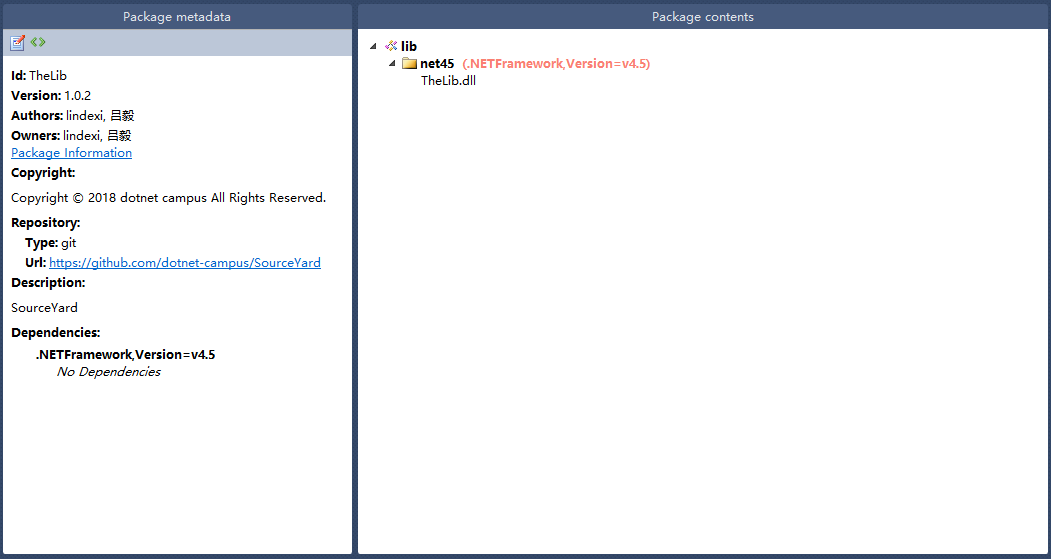 Package metadata
Id: TheLib
Version: 1.0.2
Authors: lindexi, 吕毅
Owners: lindexi, 吕毅
Package Information
Copyright:
Copyright © 2018 dotnet campus All Rights Reserved.
Repository:
Type: git
Url: https://github.com/dotnet-campus/SourceYard
Description:
SourceYard
Dependencies:
.NETFramework,Version=v4.5
No Dependencies
Package contents
lib
net45 (.NETFramework,Version=v4.5)
TheLib.dll